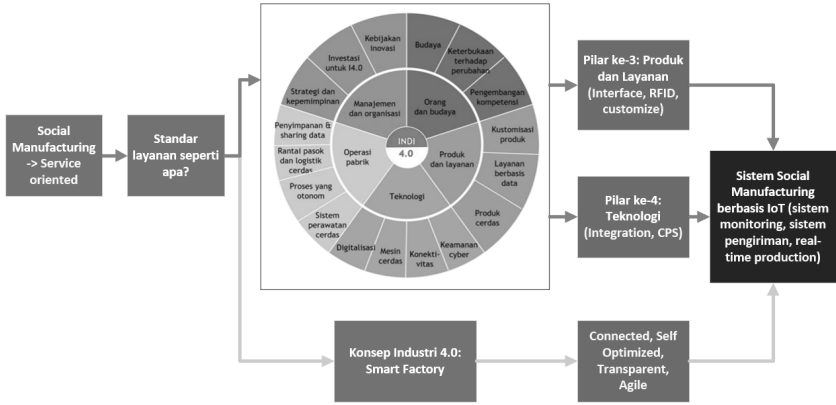 Social
Manufacturing
-> Service
oriented
Standar
layanan seperti
apa?
Kebijakan
inovasi
Budaya
Keterbukaan
terhadap
perubahan
Pengembangan
kompetensi
Kustomisasi
produk
Layanan
berbasis
data
Produk
cerdas
Keamanan
cyber
Konekti-
vitas
Mesin
cerdas
Digitalisasi
Sistem
perawatan
cerdas
Proses yang
otonom
Rantai pasok
dan logistik
cerdas
Penyimpanan &
sharing data
Strategi dan
kepemimpinan
Investasi
untuk I4.0
Manajemen
dan organisasi
Orang
dan budaya
Produk
dan layanan
Teknologi
Operasi
pabrik
INDI
4.0
Pilar ke-3: Produk
dan Layanan
(Interface, RFID,
customize)
Pilar ke-4:
Teknologi
(Integration, CPS)
Sistem Social
Manufacturing
berbasis IoT (sistem
monitoring, sistem
pengiriman, real-
time production)
Konsep Industri 4.0:
Smart Factory
Connected, Self
Optimized,
Transparent,
Agile